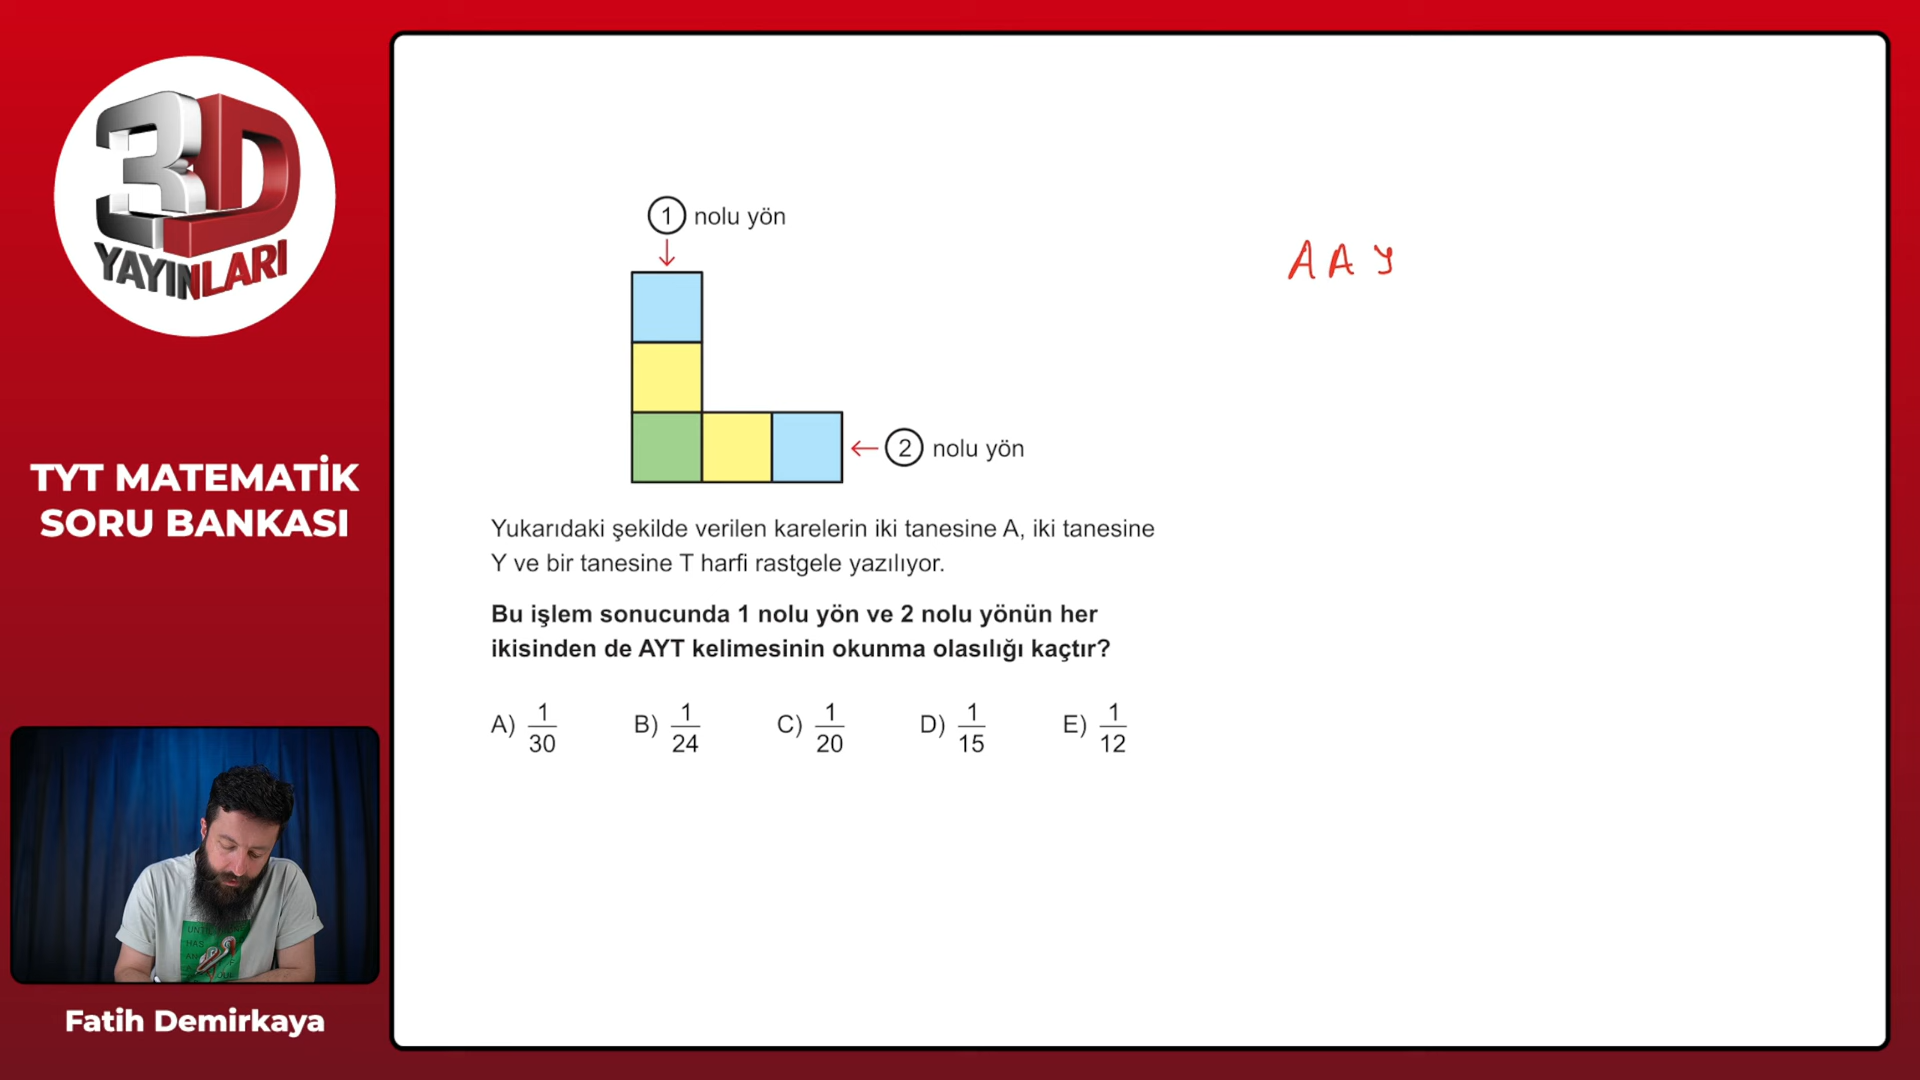 3D
YAYINLARI
TYT MATEMATİK
SORU BANKASI
Fatih Demirkaya
1 nolu yön
2 nolu yön
A A Y
Yukarıdaki şekilde verilen karelerin iki tanesine A, iki tanesine
Y ve bir tanesine T harfi rastgele yazılıyor.
Bu işlem sonucunda 1 nolu yön ve 2 nolu yönün her
ikisinden de AYT kelimesinin okunma olasılığı kaçtır?
A) 1/30 B) 1/24 C) 1/20 D) 1/15 E) 1/12